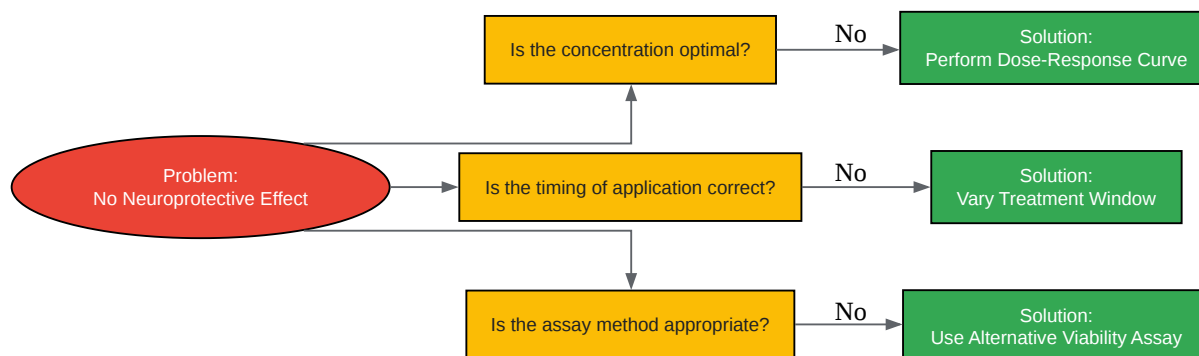 Is the concentration optimal?
No
Solution:
Perform Dose-Response Curve
Problem:
No Neuroprotective Effect
Is the timing of application correct?
No
Solution:
Vary Treatment Window
Is the assay method appropriate?
No
Solution:
Use Alternative Viability Assay